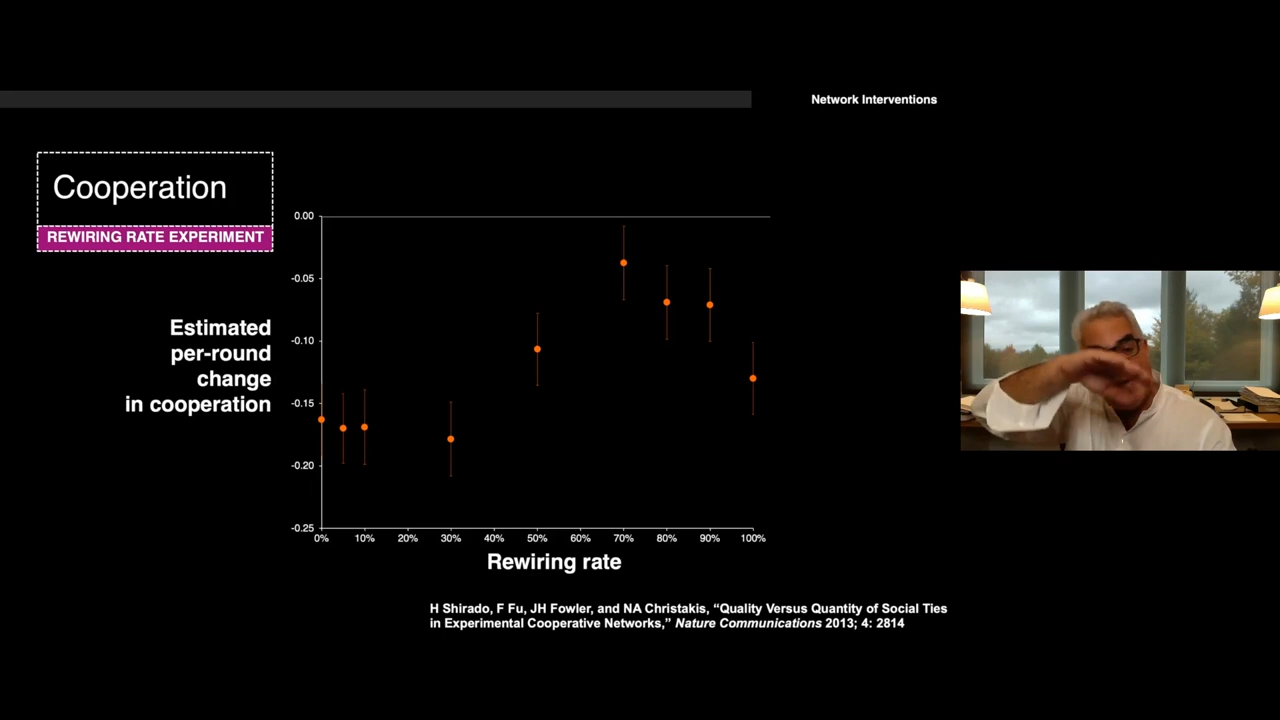 Network Interventions
Cooperation
REWIRING RATE EXPERIMENT
Estimated
per-round
change
in cooperation
0.00
-0.05
-0.10
-0.15
-0.20
-0.25
0% 10% 20% 30% 40% 50% 60% 70% 80% 90% 100%
Rewiring rate
H Shirado, F Fu, JH Fowler, and NA Christakis, “Quality Versus Quantity of Social Ties
in Experimental Cooperative Networks,” Nature Communications 2013; 4: 2814